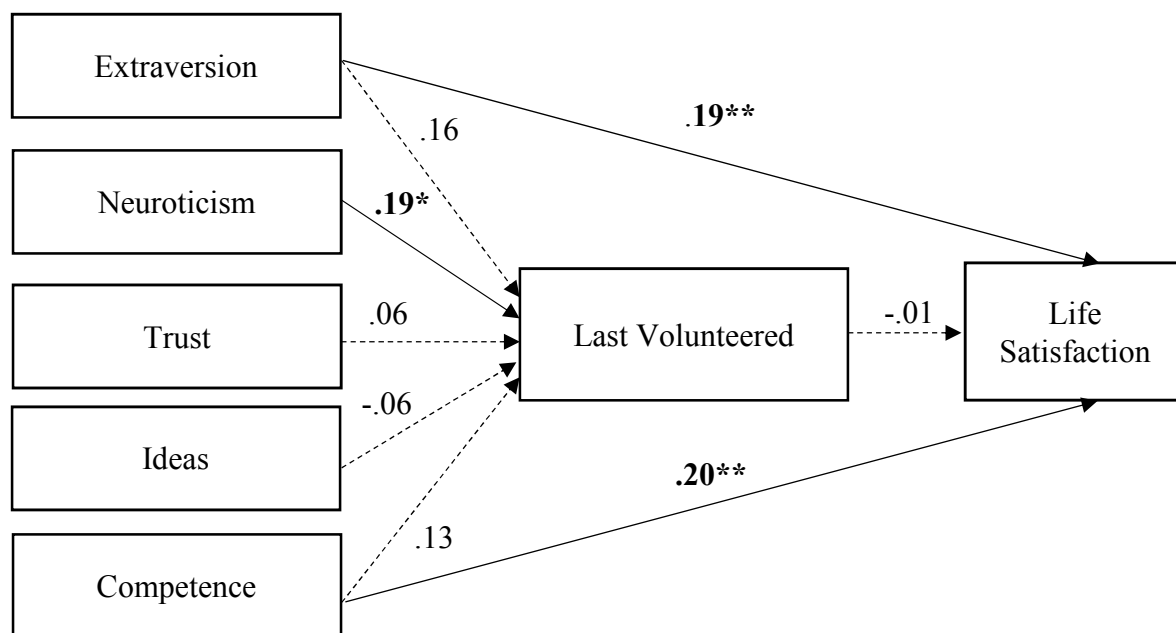 Extraversion
.19**
.16
Neuroticism
.19*
Trust
.06
Last Volunteered
-.01
Life
Satisfaction
-.06
Ideas
.20**
.13
Competence